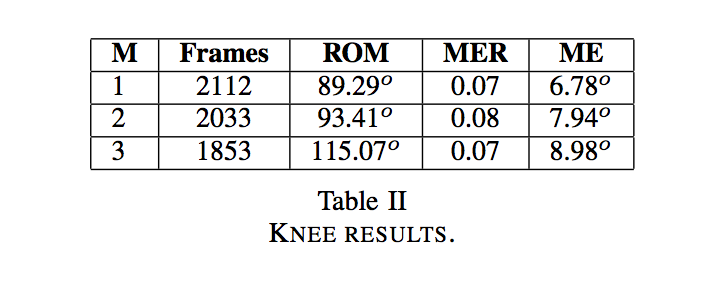 M Frames ROM MER ME
1 2112 89.29° 0.07 6.78°
2 2033 93.41° 0.08 7.94°
3 1853 115.07° 0.07 8.98°
Table II
KNEE RESULTS.